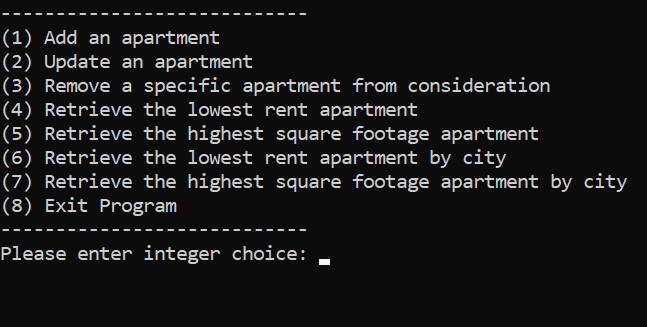 ----------------------------
(1) Add an apartment
(2) Update an apartment
(3) Remove a specific apartment from consideration
(4) Retrieve the lowest rent apartment
(5) Retrieve the highest square footage apartment
(6) Retrieve the lowest rent apartment by city
(7) Retrieve the highest square footage apartment by city
(8) Exit Program
----------------------------
Please enter integer choice: